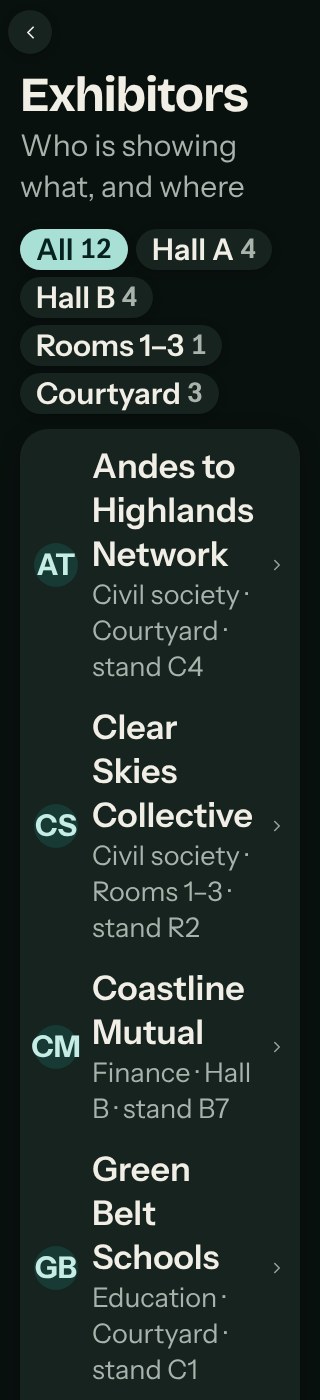 Exhibitors
Who is showing
what, and where
All 12
Hall A 4
Hall B 4
Rooms 1–3 1
Courtyard 3
AT
Andes to
Highlands
Network
Civil society ·
Courtyard ·
stand C4
CS
Clear
Skies
Collective
Civil society ·
Rooms 1–3 ·
stand R2
CM
Coastline
Mutual
Finance · Hall
B · stand B7
GB
Green
Belt
Schools
Education ·
Courtyard ·
stand C1